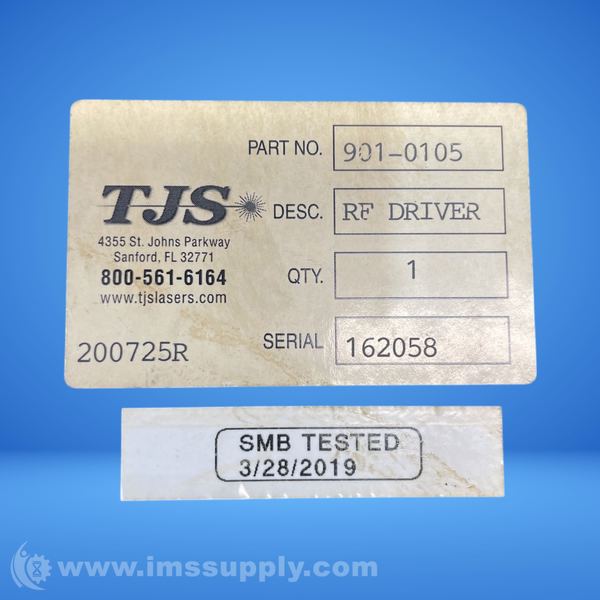 PART NO. 901-0105
TJS
4355 St. Johns Parkway
Sanford, FL 32771
800-561-6164
www.tjslasers.com
DESC. RF DRIVER
QTY. 1
SERIAL 162058
200725R
SMB TESTED
3/28/2019
www.imssupply.com